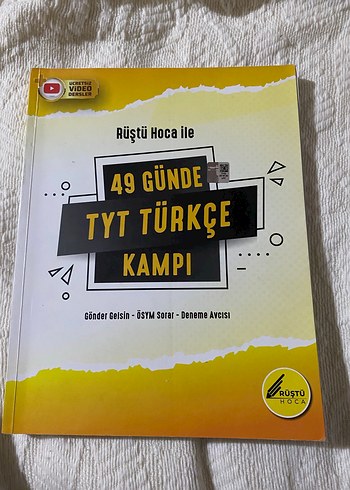 ÜCRETSİZ
VİDEO
DERSLER
Rüştü Hoca ile
49 GÜNDE
TYT TÜRKÇE
KAMPI
Gönder Gelsin - ÖSYM Sorar - Deneme Avcısı
RÜŞTÜ
HOCA